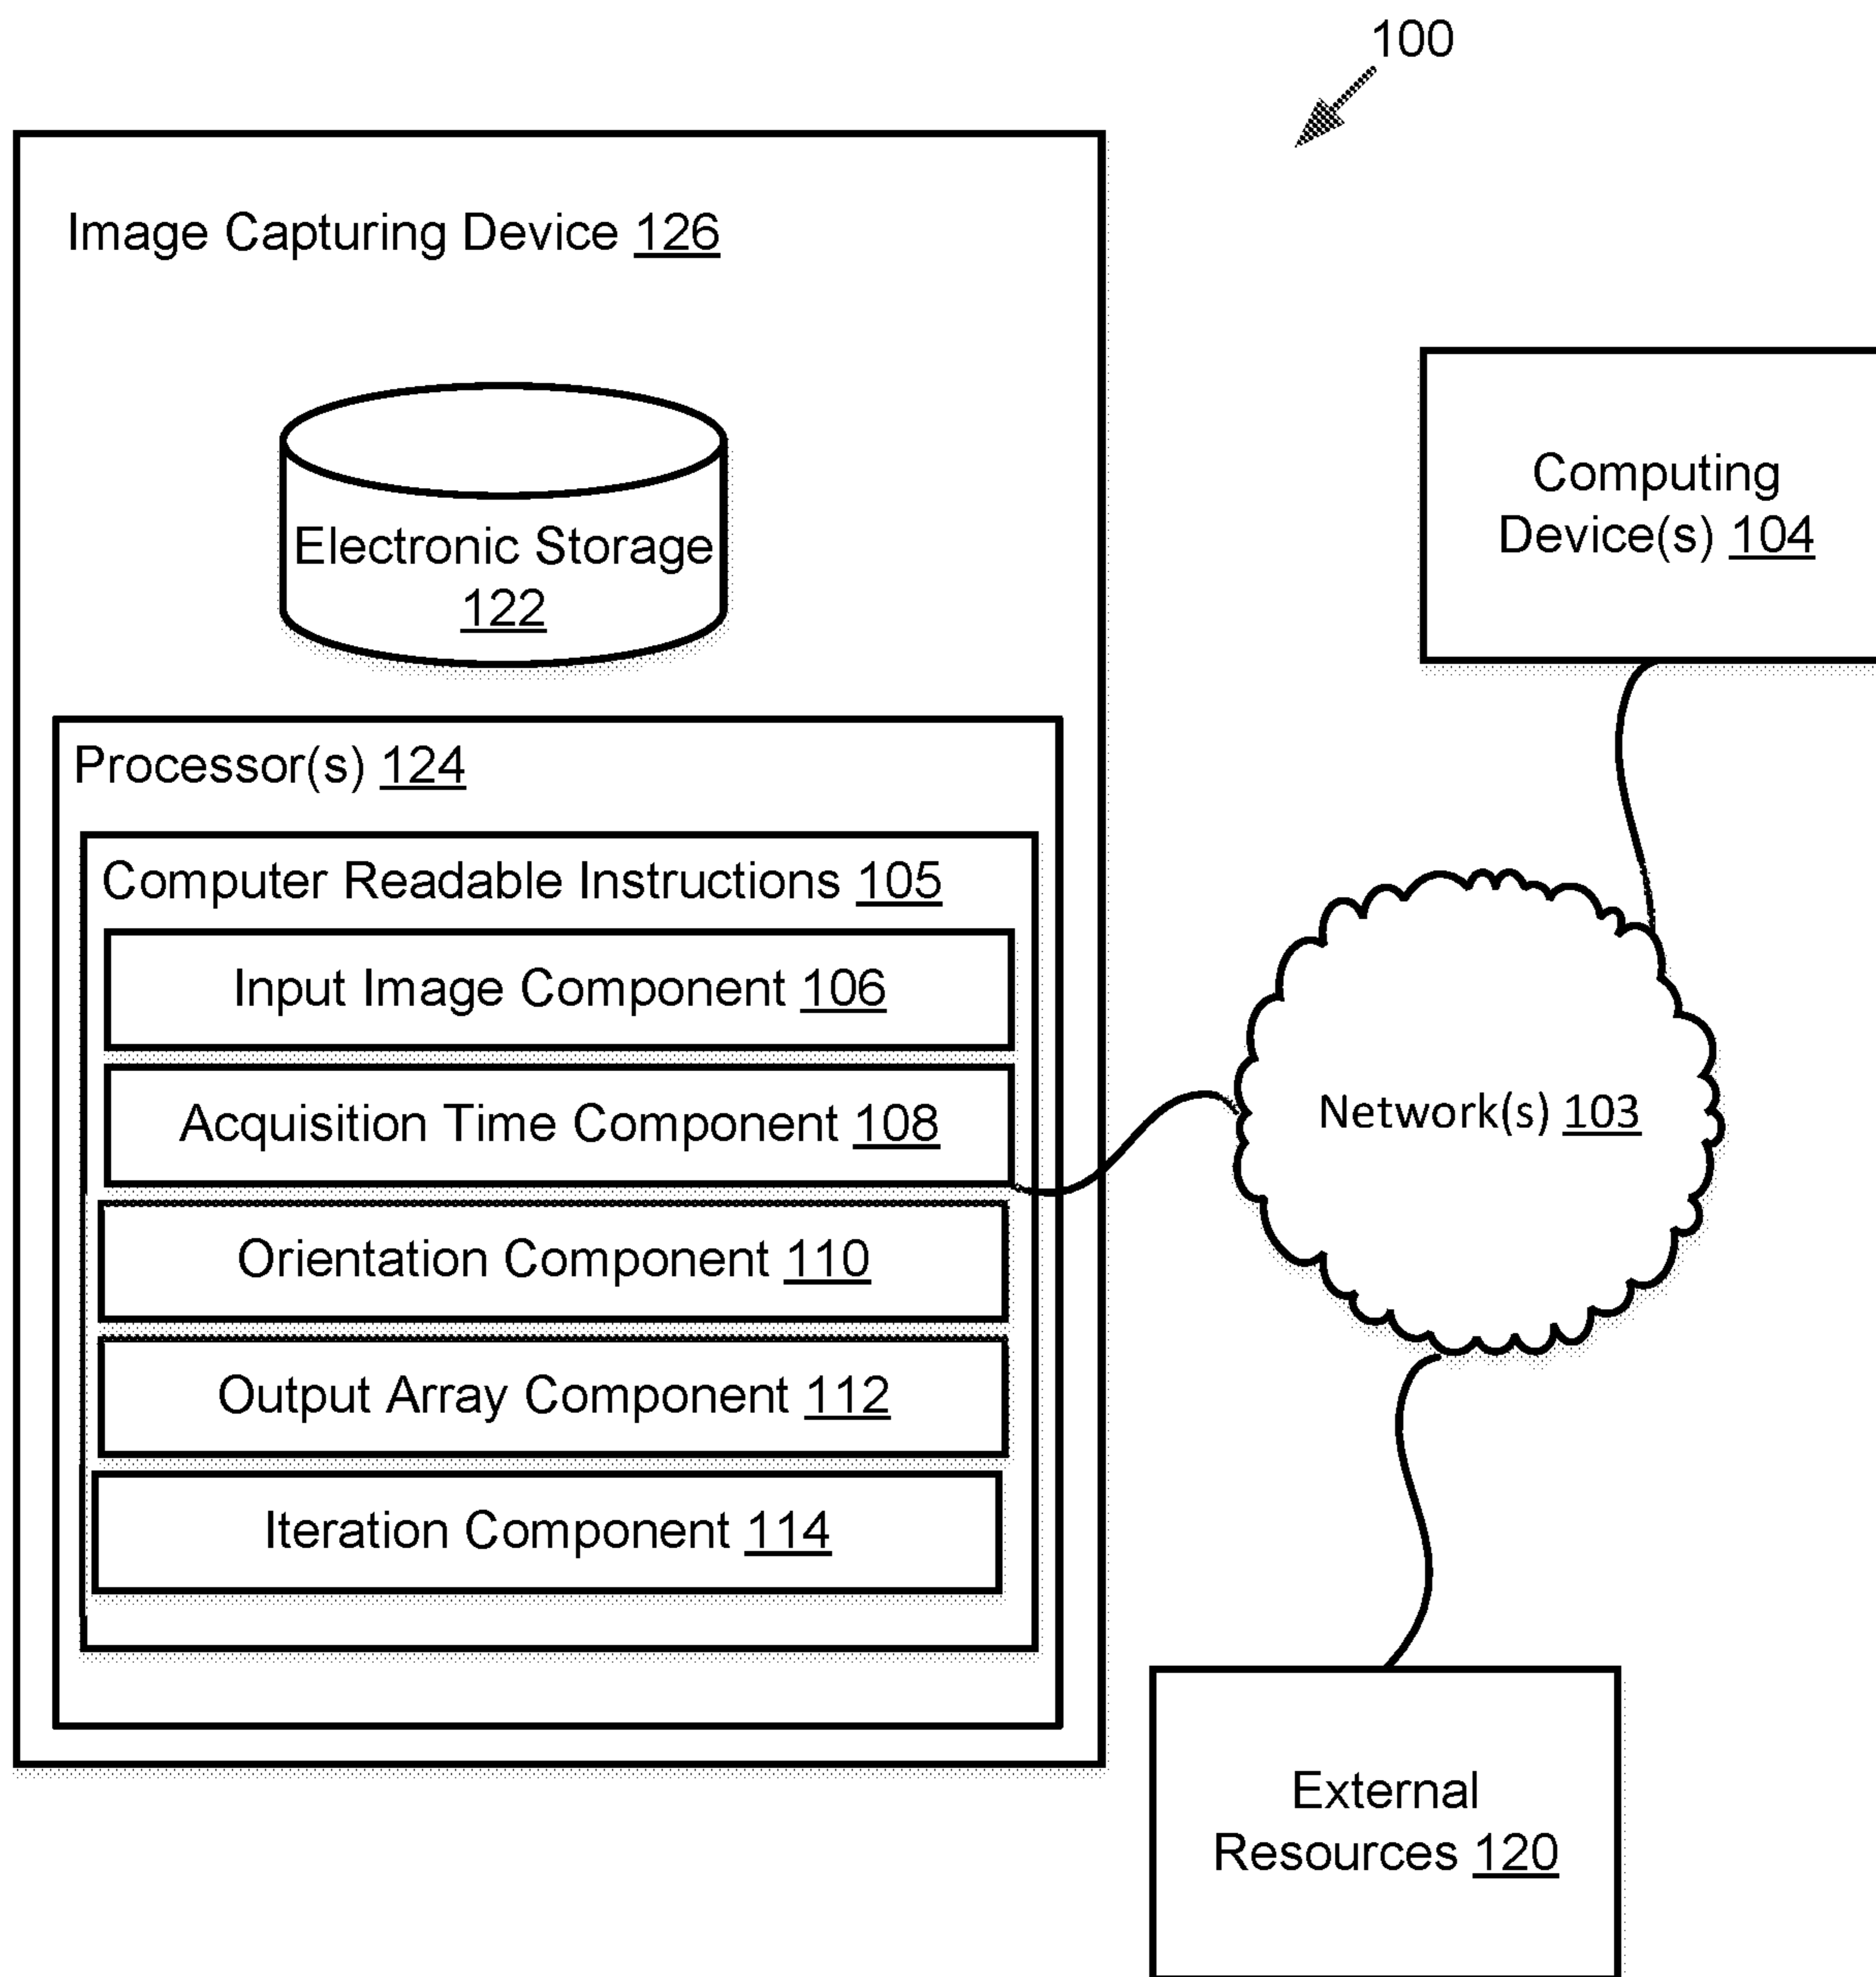 100
Image Capturing Device 126
Electronic Storage
122
Computing
Device(s) 104
Processor(s) 124
Computer Readable Instructions 105
Input Image Component 106
Acquisition Time Component 108
Network(s) 103
Orientation Component 110
Output Array Component 112
Iteration Component 114
External
Resources 120